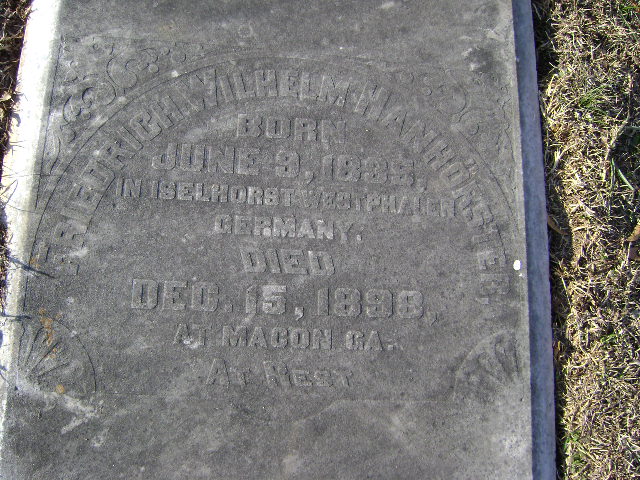 FRIEDRICH WILHELM HANHÖRSTER
BORN
JUNE 9, 1835,
IN ISELHORST WESTPHALEN
GERMANY.
DIED
DEC. 15, 1898,
AT MACON GA.
AT REST